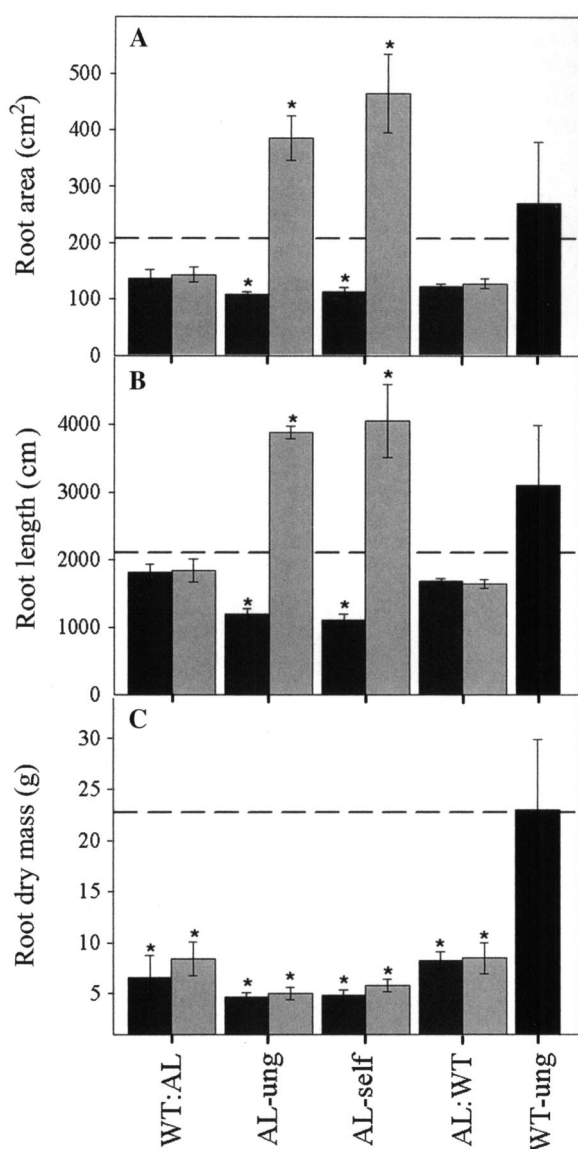 A
Root area (cm²)
500
400
300
200
100
0
* * * *
B
Root length (cm)
4000
3000
2000
1000
0
* * * *
C
Root dry mass (g)
30
25
20
15
10
5
* * * * * * * *
WT:AL
AL-ung
AL-self
AL:WT
WT-ung